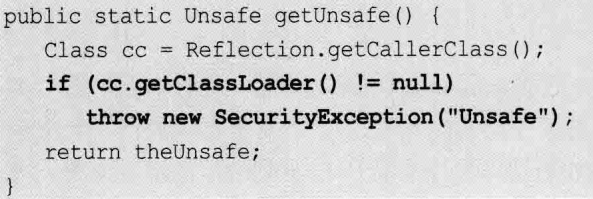 public static Unsafe getUnsafe() {
    Class cc = Reflection.getCallerClass();
    if (cc.getClassLoader() != null)
        throw new SecurityException("Unsafe");
    return theUnsafe;
}